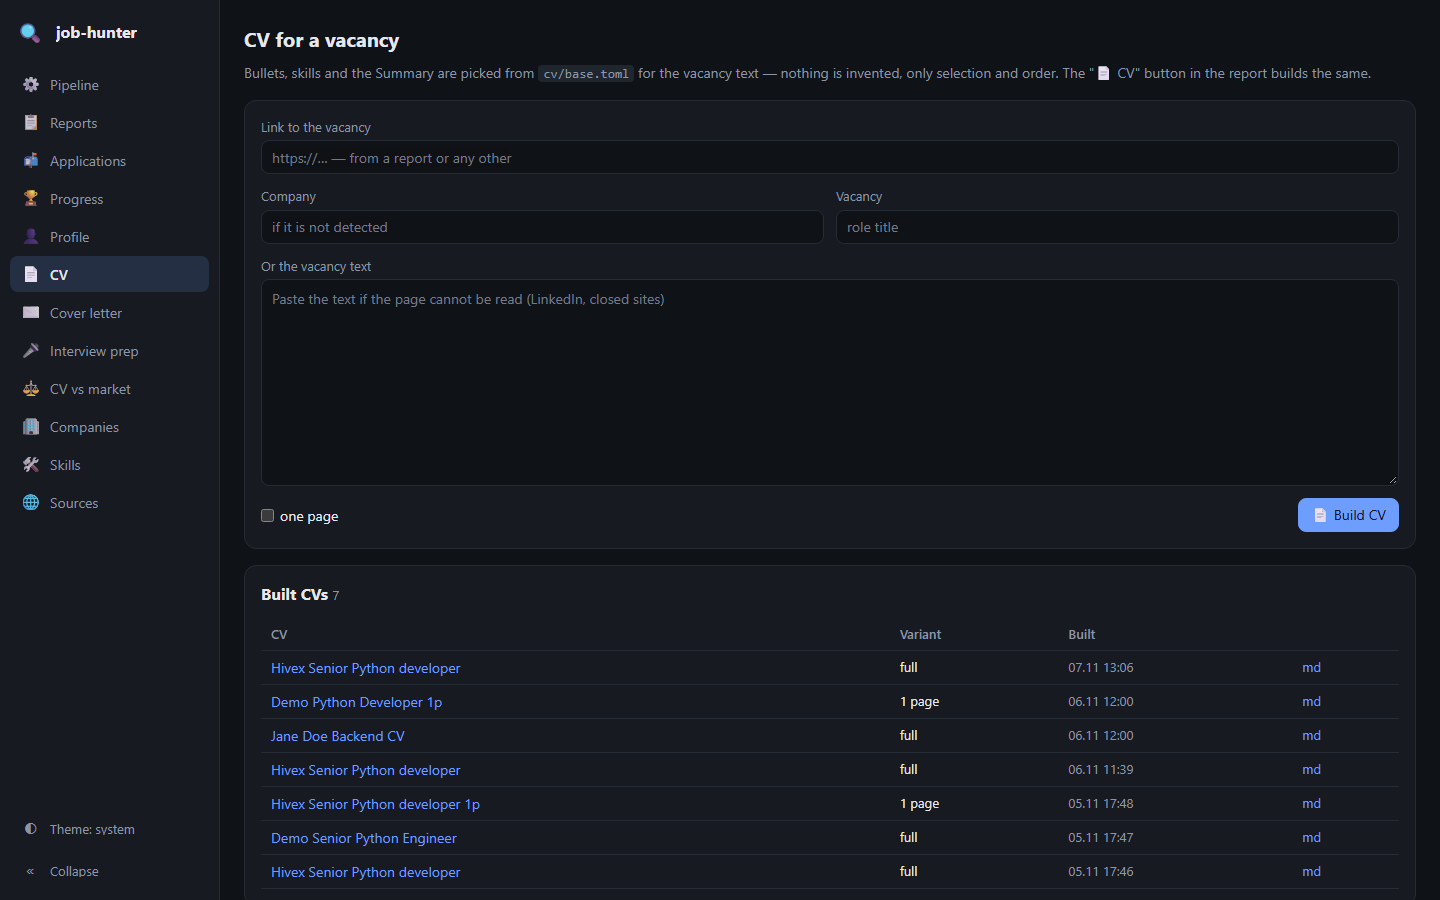 job-hunter
Pipeline
Reports
Applications
Progress
Profile
CV
Cover letter
Interview prep
CV vs market
Companies
Skills
Sources
Theme: system
« Collapse
CV for a vacancy
Bullets, skills and the Summary are picked from cv/base.toml for the vacancy text — nothing is invented, only selection and order. The " CV" button in the report builds the same.
Link to the vacancy
https://... — from a report or any other
Company
Vacancy
if it is not detected
role title
Or the vacancy text
Paste the text if the page cannot be read (LinkedIn, closed sites)
one page
Build CV
Built CVs 7
CV Variant Built
Hivex Senior Python developer full 07.11 13:06 md
Demo Python Developer 1p 1 page 06.11 12:00 md
Jane Doe Backend CV full 06.11 12:00 md
Hivex Senior Python developer full 06.11 11:39 md
Hivex Senior Python developer 1p 1 page 05.11 17:48 md
Demo Senior Python Engineer full 05.11 17:47 md
Hivex Senior Python developer full 05.11 17:46 md